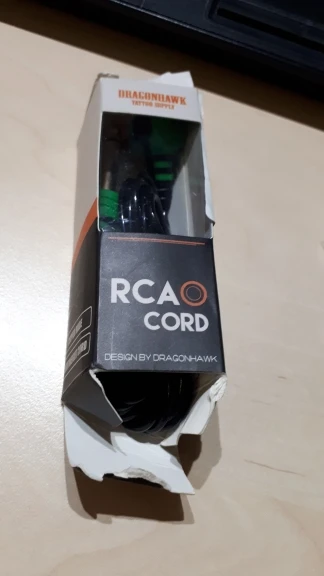 DRAGONHAWK
TATTOO SUPPLY
RCA
CORD
DESIGN BY DRAGONHAWK